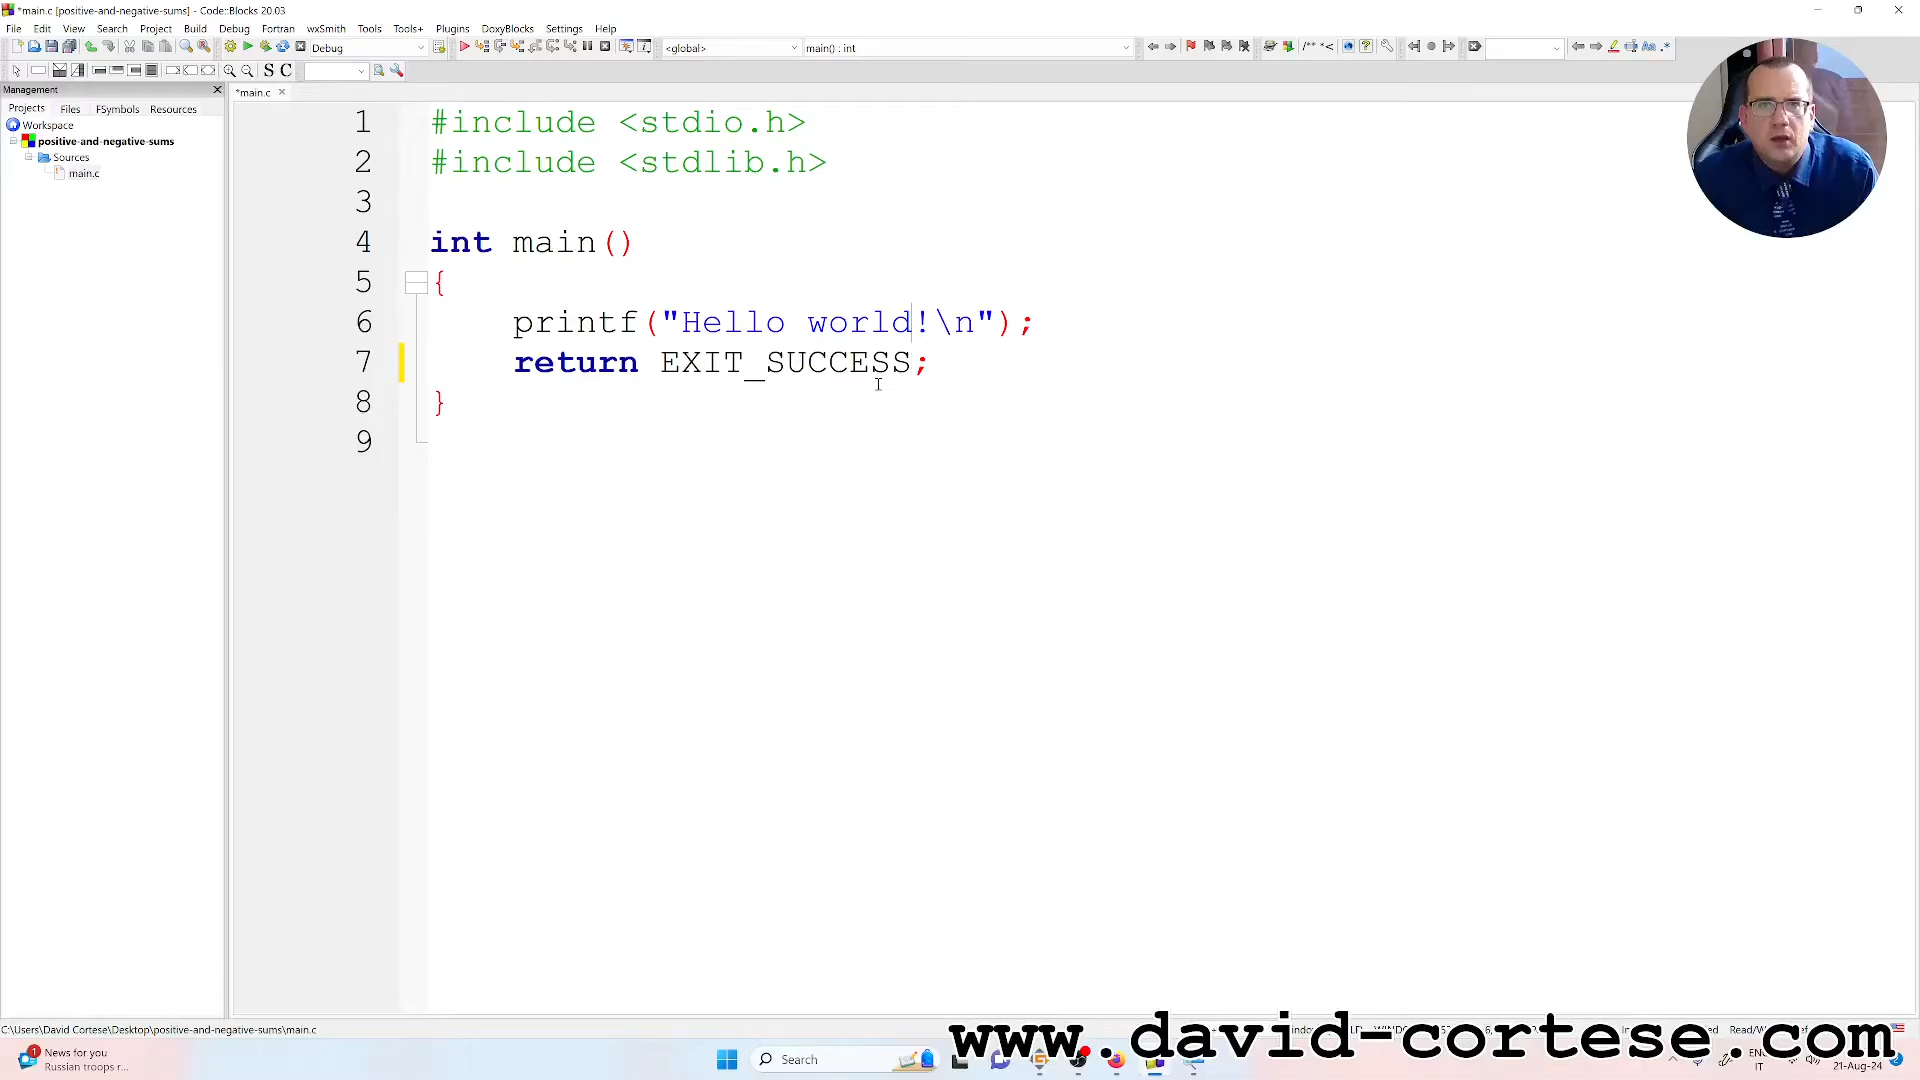 *main.c [positive-and-negative-sums] - Code::Blocks 20.03
File Edit View Search Project Build Debug Fortran wxSmith Tools Tools+ Plugins DoxyBlocks Settings Help
Debug
<global>
main() : int
/** *<
Aa
.*
S C
Management
Projects Files FSymbols Resources
Workspace
positive-and-negative-sums
Sources
main.c
*main.c
1 #include <stdio.h>
2 #include <stdlib.h>
3
4 int main()
5 {
6 printf("Hello world!\n");
7 return EXIT_SUCCESS;
8 }
9
C:\Users\David Cortese\Desktop\positive-and-negative-sums\main.c
www..david-cortese.com
1
News for you
Russian troops r...
Search
IT
21-Aug-24